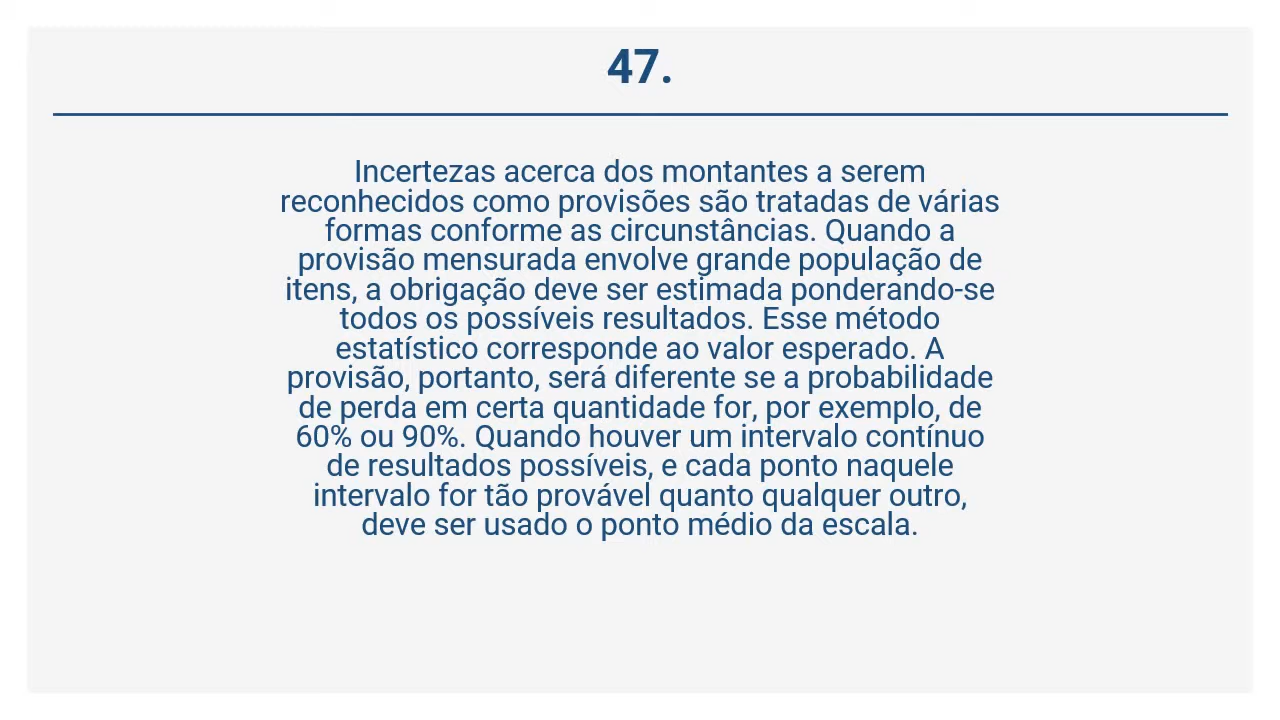 47.
Incertezas acerca dos montantes a serem
reconhecidos como provisões são tratadas de várias
formas conforme as circunstâncias. Quando a
provisão mensurada envolve grande população de
itens, a obrigação deve ser estimada ponderando-se
todos os possíveis resultados. Esse método
estatístico corresponde ao valor esperado. A
provisão, portanto, será diferente se a probabilidade
de perda em certa quantidade for, por exemplo, de
60% ou 90%. Quando houver um intervalo contínuo
de resultados possíveis, e cada ponto naquele
intervalo for tão provável quanto qualquer outro,
deve ser usado o ponto médio da escala.